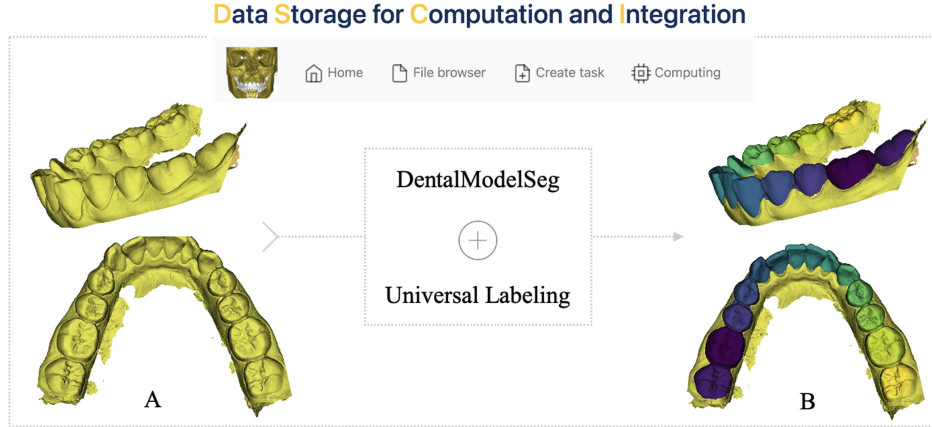 Data Storage for Computation and Integration
Home File browser Create task Computing
DentalModelSeg
Universal Labeling
A
B